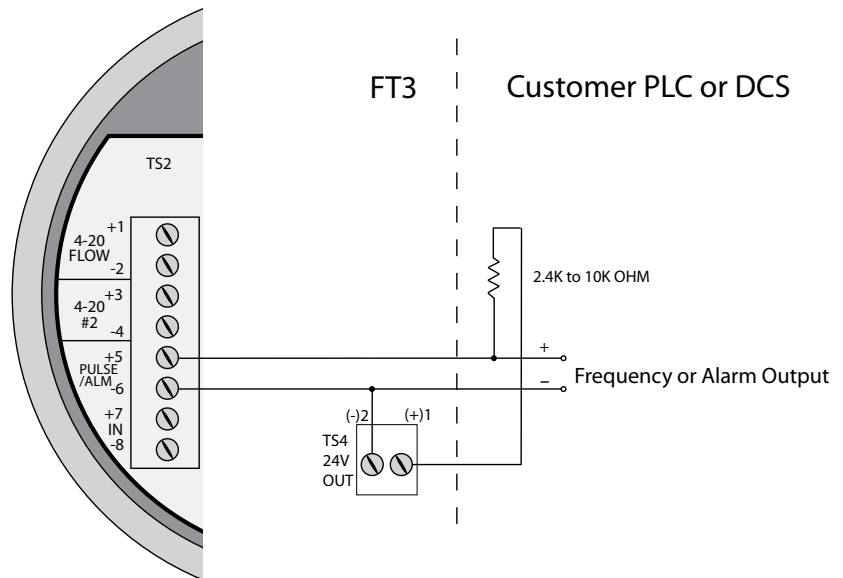 FT3
Customer PLC or DCS
TS2
+1
4-20
FLOW
-2
+3
4-20
#2
-4
+5
PULSE
/ALM
-6
+7
IN
-8
2.4K to 10K OHM
+
–
Frequency or Alarm Output
(-)2 (+)1
TS4
24V
OUT